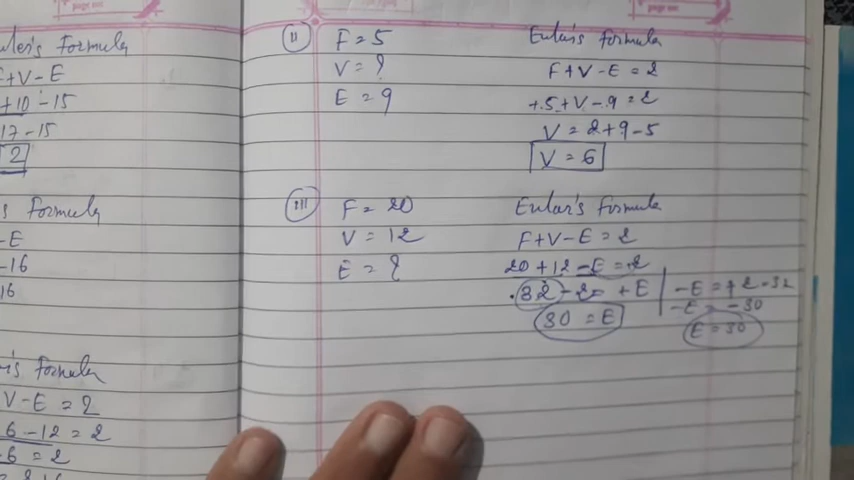 Euler's Formula
F+V-E
+10-15
17-15
2
s Formula
-E
-16
16
r's Formula
V-E = 2
6-12 = 2
-6 = 2
II
F = 5
V = ?
E = 9
Eular's Formula
F+V-E = 2
+5+V-9 = 2
V = 2+9-5
V = 6
III
F = 20
V = 12
E = ?
Eular's Formula
F+V-E = 2
20+12-E = 2
32-2 = +E
30 = E
-E = +2-32
-E = -30
E = 30